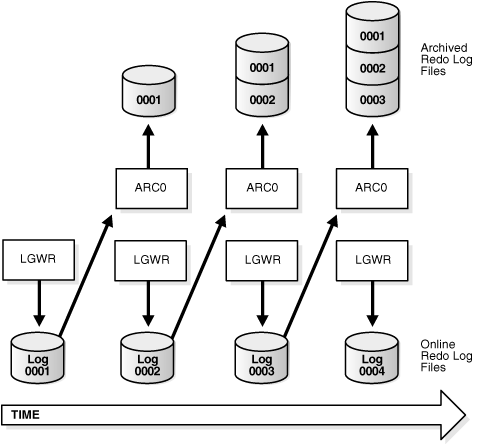 0001
0001
0002
0001
0002
0003
Archived
Redo Log
Files
ARC0
ARC0
ARC0
LGWR
LGWR
LGWR
LGWR
Log
0001
Log
0002
Log
0003
Log
0004
Online
Redo Log
Files
TIME